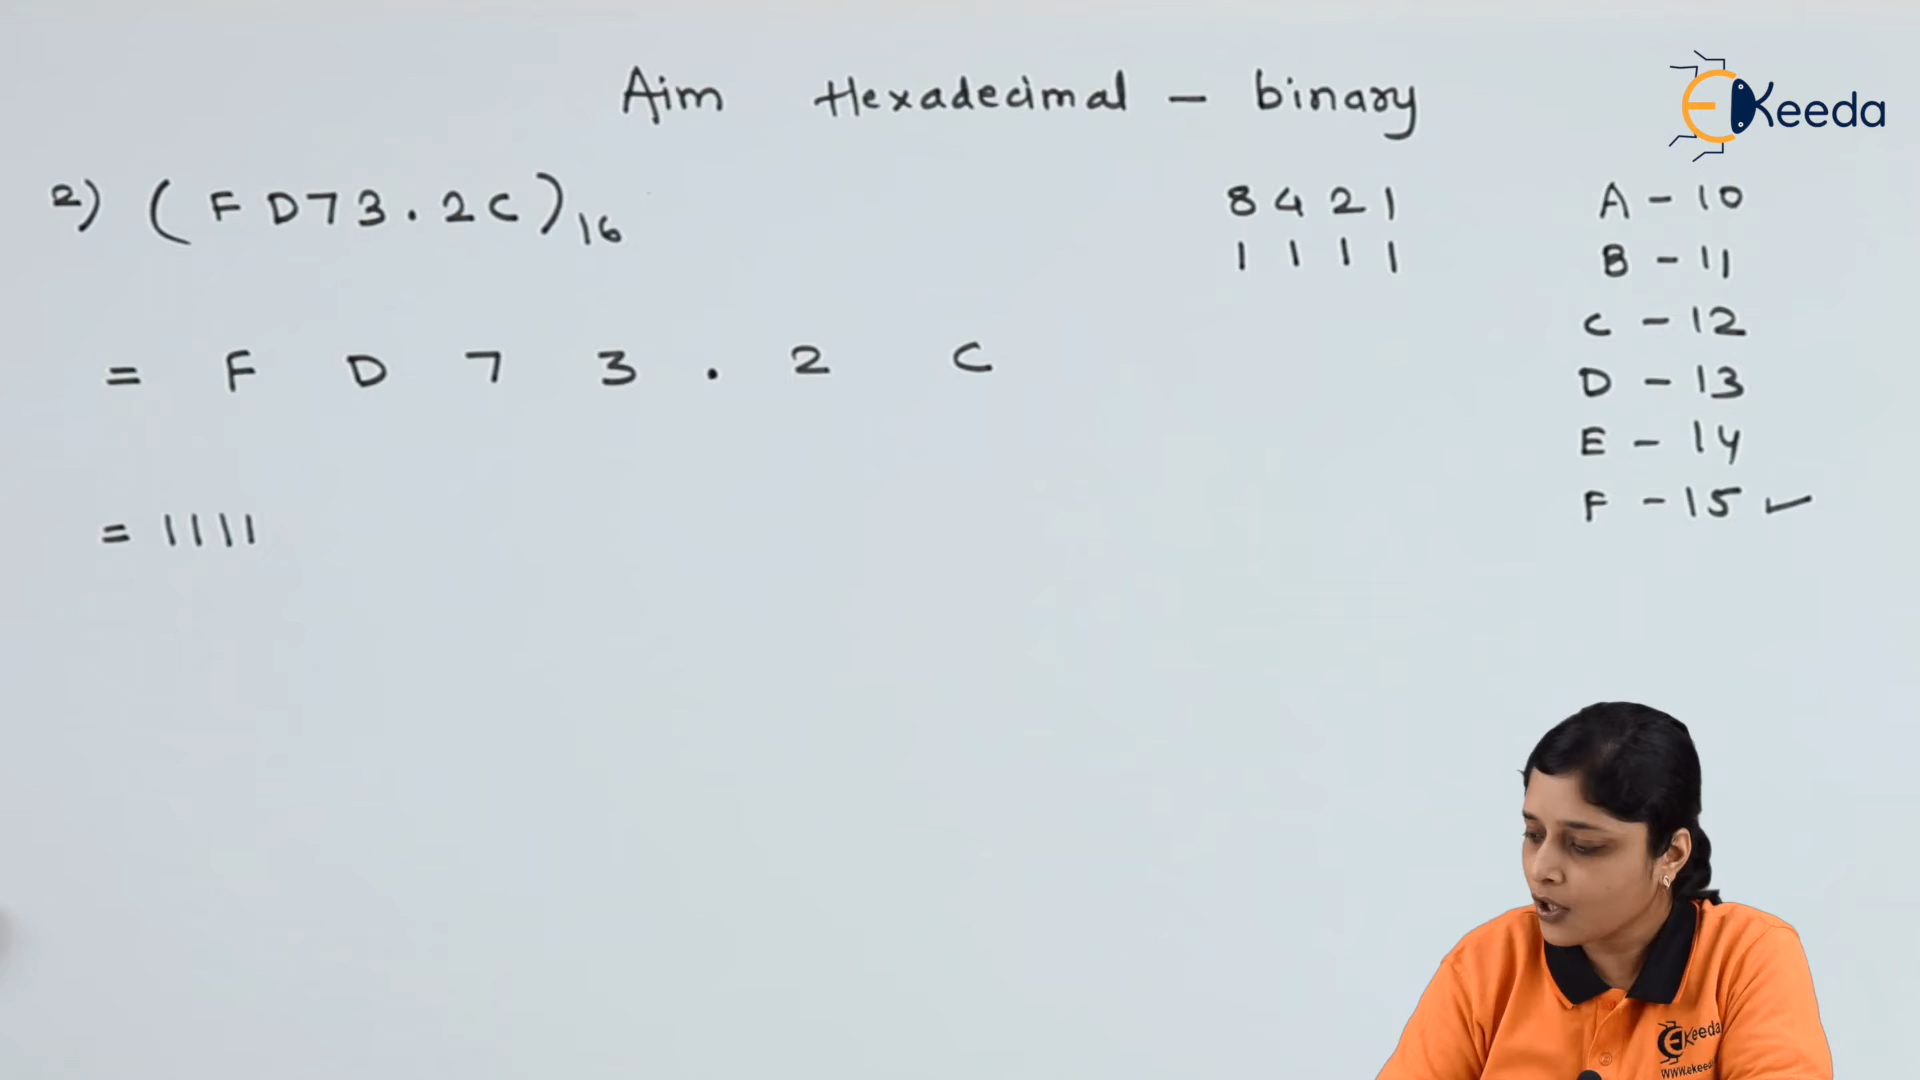 Aim Hexadecimal - binary
EKeeda
2) (FD73.2C)16
8 4 2 1
1 1 1 1
A - 10
B - 11
C - 12
D - 13
E - 14
F - 15 ✓
= F D 7 3 . 2 C
= 1111
EKeeda